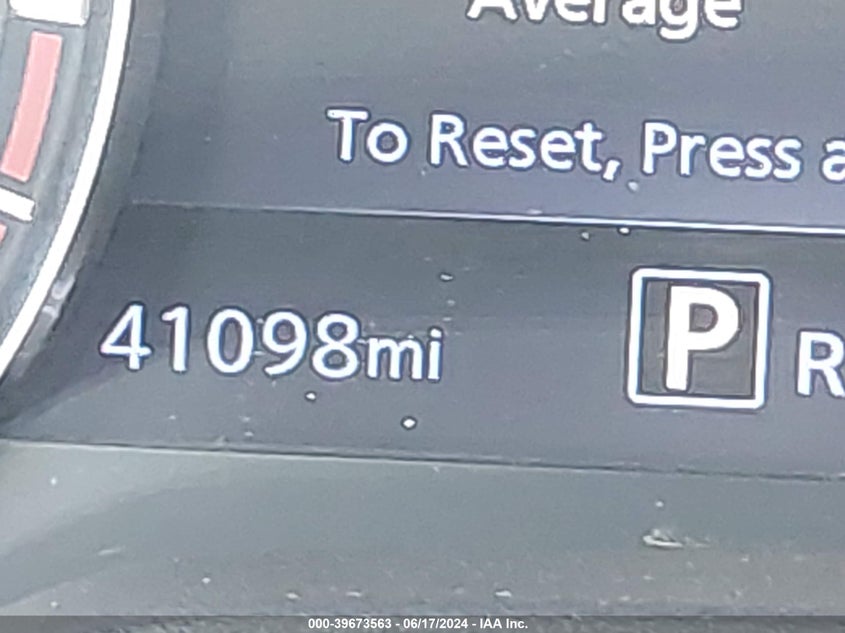 Average
To Reset, Press a
41098mi
P R
000-39673563 - 06/17/2024 - IAA Inc.